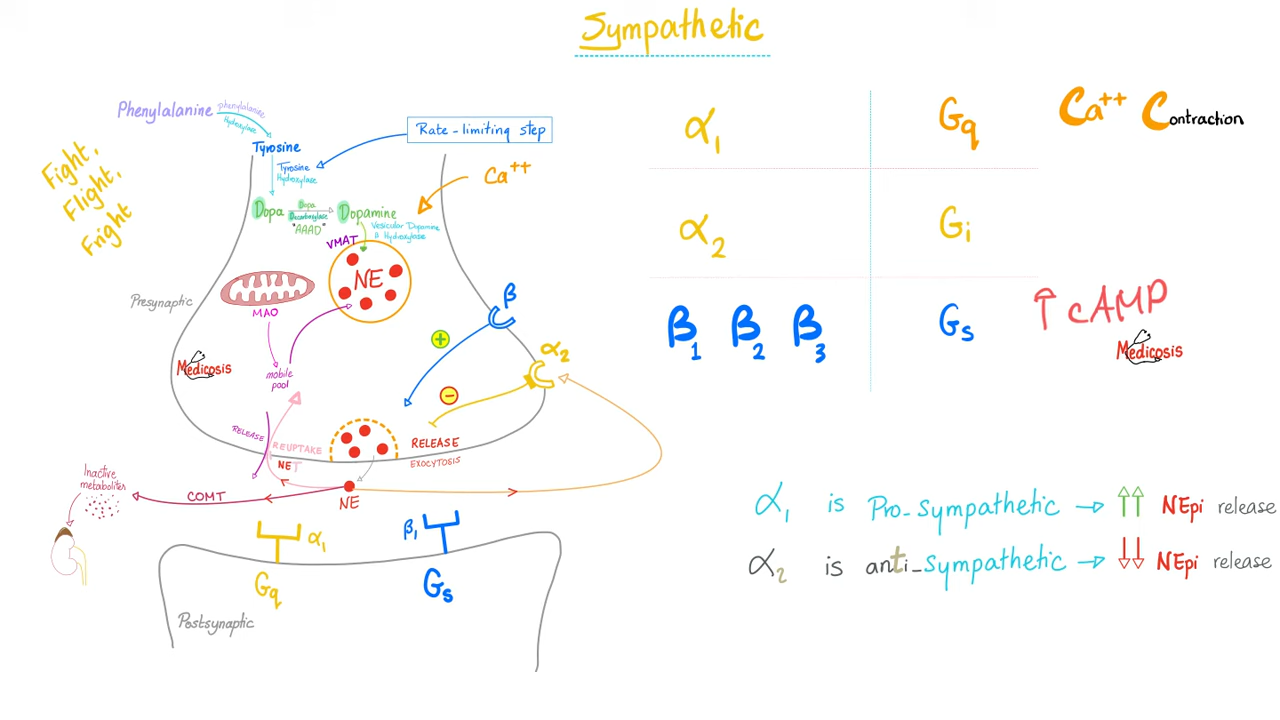 Sympathetic
Phenylalanine
phenylalanine
Hydroxylase
Tyrosine
Rate-limiting step
Tyrosine
Hydroxylase
Ca++
Fight,
Flight,
Fright
Dopa
Dopa
Decarboxylase
"AAAD"
Dopamine
Vesicular Dopamine
β Hydroxylase
VMAT
NE
Presynaptic
MAO
β
α2
+
-
Medicosis
mobile
pool
RELEASE
REUPTAKE
NET
RELEASE
EXOCYTOSIS
Inactive
metabolites
COMT
NE
α1
β1
Gq
Gs
Postsynaptic
α1 Gq Ca++ Contraction
α2 Gi
β1 β2 β3 Gs ↑ cAMP
Medicosis
α1 is Pro-sympathetic → ↑↑ NEpi release
α2 is anti-sympathetic → ↓↓ NEpi release